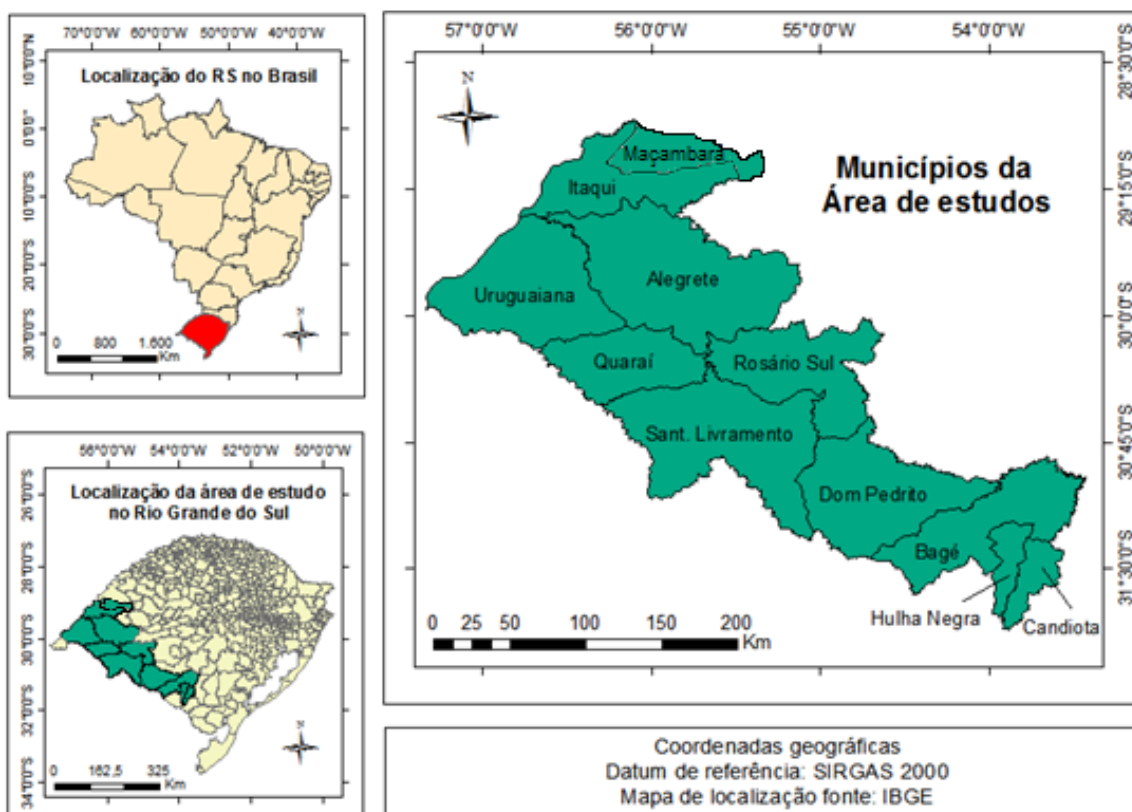 70°0'0"W 60°0'0"W 50°0'0"W 40°0'0"W
10°0'0"N
0°0'0"
10°0'0"S
20°0'0"S
30°0'0"S
Localização do RS no Brasil
N
0 800 1.600
Km
56°0'0"W 54°0'0"W 52°0'0"W 50°0'0"W
26°0'0"S
28°0'0"S
30°0'0"S
32°0'0"S
34°0'0"S
Localização da área de estudo
no Rio Grande do Sul
N
0 162,5 325
Km
57°0'0"W 56°0'0"W 55°0'0"W 54°0'0"W
28°30'0"S
29°15'0"S
30°0'0"S
30°45'0"S
31°30'0"S
N
Municípios da
Área de estudos
Maçambara
Itaqui
Alegrete
Uruguaiana
Quaraí
Rosário Sul
Sant. Livramento
Dom Pedrito
Bagé
Hulha Negra
Candiota
0 25 50 100 150 200
Km
Coordenadas geográficas
Datum de referência: SIRGAS 2000
Mapa de localização fonte: IBGE